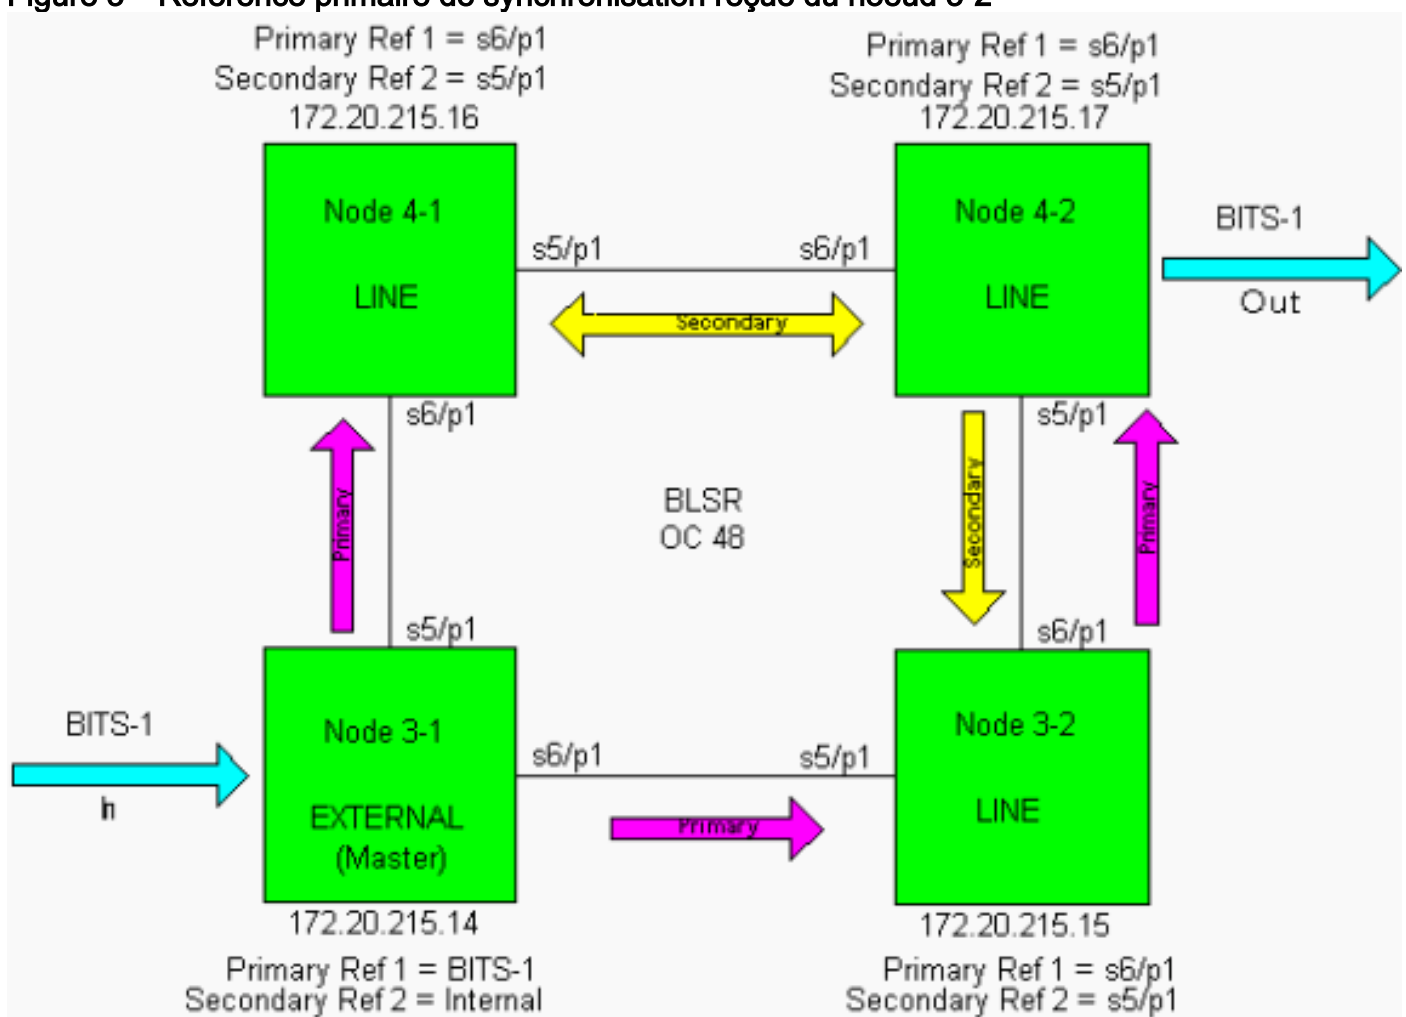 Primary Ref 1 = s6/p1
Secondary Ref 2 = s5/p1
172.20.215.16
Primary Ref 1 = s6/p1
Secondary Ref 2 = s5/p1
172.20.215.17
Node 4-1
LINE
s5/p1
s6/p1
Secondary
Node 4-2
LINE
BITS-1
Out
s6/p1
s5/p1
Primary
BLSR
OC 48
Secondary
Primary
s5/p1
s6/p1
BITS-1
In
Node 3-1
EXTERNAL
(Master)
s6/p1
s5/p1
Primary
Node 3-2
LINE
172.20.215.14
Primary Ref 1 = BITS-1
Secondary Ref 2 = Internal
172.20.215.15
Primary Ref 1 = s6/p1
Secondary Ref 2 = s5/p1